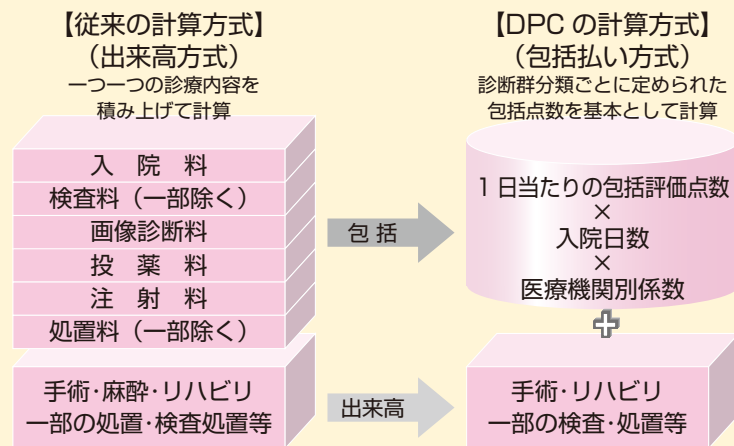 【従来の計算方式】
(出来高方式)
一つ一つの診療内容を
積み上げて計算
入 院 料
検査料(一部除く)
画像診断料
投 薬 料
注 射 料
処置料(一部除く)
手術・麻酔・リハビリ
一部の処置・検査処置等
包 括
出来高
【DPC の計算方式】
(包括払い方式)
診断群分類ごとに定められた
包括点数を基本として計算
1 日当たりの包括評価点数
×
入院日数
×
医療機関別係数
+
手術・リハビリ
一部の検査・処置等